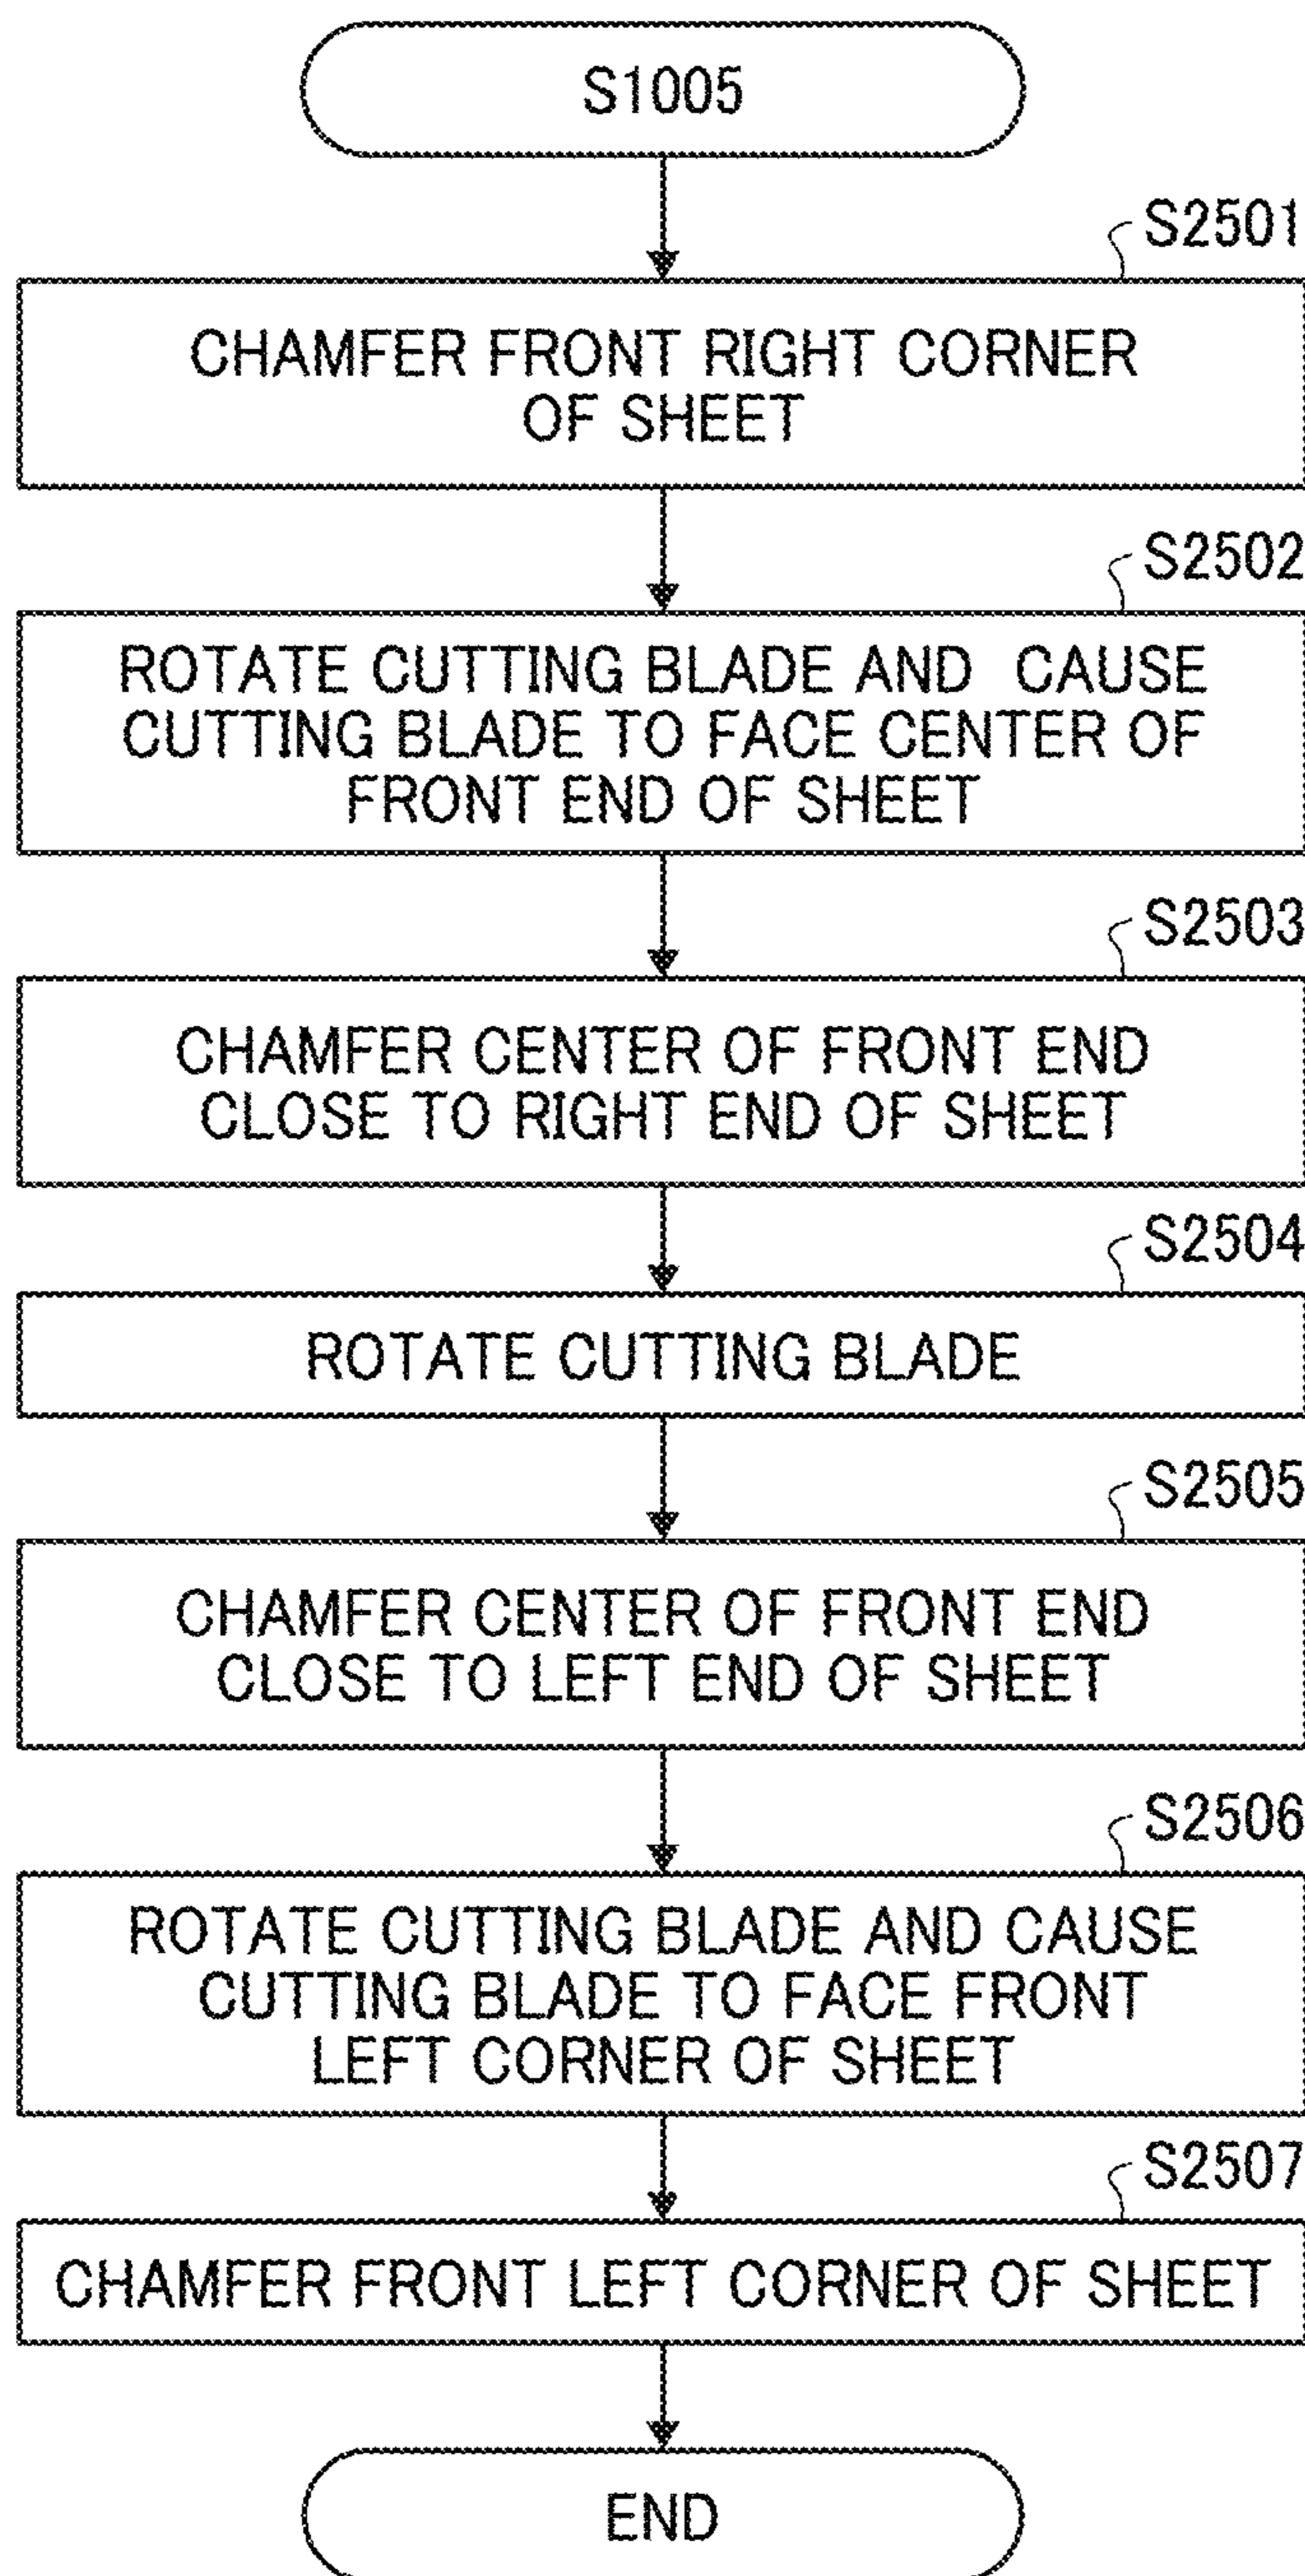 S1005
S2501
CHAMFER FRONT RIGHT CORNER
OF SHEET
S2502
ROTATE CUTTING BLADE AND CAUSE
CUTTING BLADE TO FACE CENTER OF
FRONT END OF SHEET
S2503
CHAMFER CENTER OF FRONT END
CLOSE TO RIGHT END OF SHEET
S2504
ROTATE CUTTING BLADE
S2505
CHAMFER CENTER OF FRONT END
CLOSE TO LEFT END OF SHEET
S2506
ROTATE CUTTING BLADE AND CAUSE
CUTTING BLADE TO FACE FRONT
LEFT CORNER OF SHEET
S2507
CHAMFER FRONT LEFT CORNER OF SHEET
END